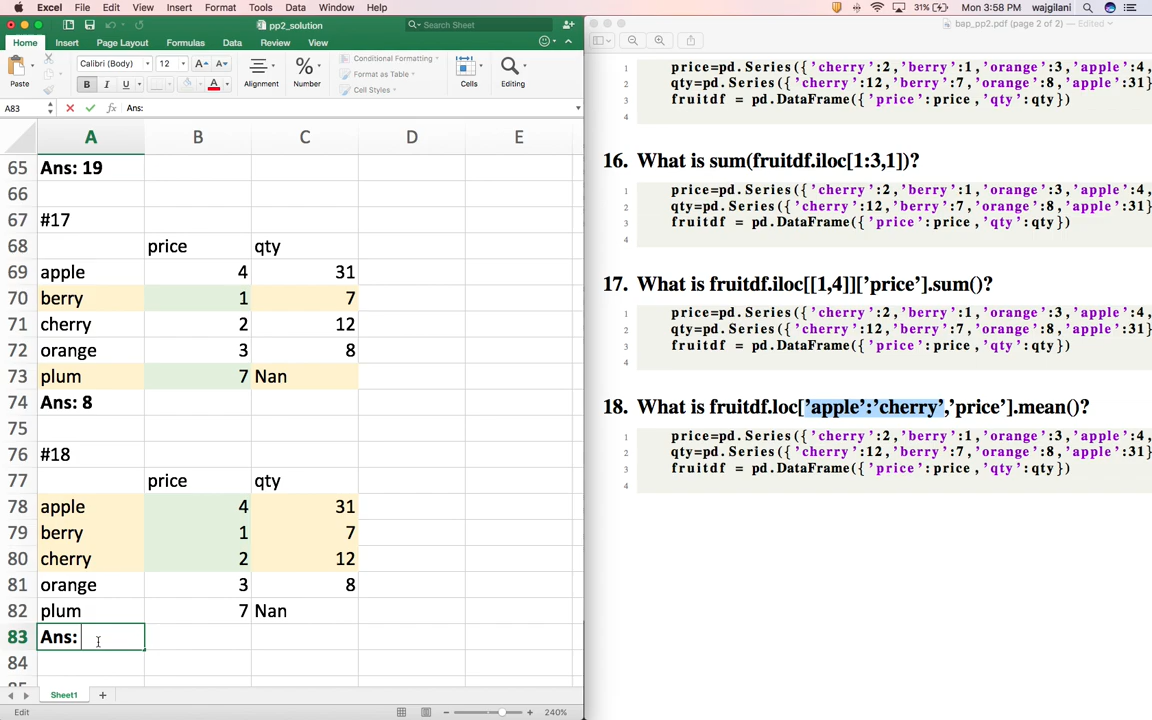 Excel File Edit View Insert Format Tools Data Window Help
31% Mon 3:58 PM wajgilani
pp2_solution
Search Sheet
bap_pp2.pdf (page 2 of 2) — Edited
Home Insert Page Layout Formulas Data Review View
Paste
Calibri (Body) 12
B I U
Alignment
%
Number
Conditional Formatting
Format as Table
Cell Styles
Cells
Editing
A83 fx Ans:
A B C D E
65 Ans: 19
66
67 #17
68 price qty
69 apple 4 31
70 berry 1 7
71 cherry 2 12
72 orange 3 8
73 plum 7 Nan
74 Ans: 8
75
76 #18
77 price qty
78 apple 4 31
79 berry 1 7
80 cherry 2 12
81 orange 3 8
82 plum 7 Nan
83 Ans:
84
Sheet1
Edit
240%
1 price=pd.Series({'cherry':2,'berry':1,'orange':3,'apple':4,
2 qty=pd.Series({'cherry':12,'berry':7,'orange':8,'apple':31}
3 fruitdf = pd.DataFrame({'price':price,'qty':qty})
4
16. What is sum(fruitdf.iloc[1:3,1])?
1 price=pd.Series({'cherry':2,'berry':1,'orange':3,'apple':4,
2 qty=pd.Series({'cherry':12,'berry':7,'orange':8,'apple':31}
3 fruitdf = pd.DataFrame({'price':price,'qty':qty})
4
17. What is fruitdf.iloc[[1,4]]['price'].sum()?
1 price=pd.Series({'cherry':2,'berry':1,'orange':3,'apple':4,
2 qty=pd.Series({'cherry':12,'berry':7,'orange':8,'apple':31}
3 fruitdf = pd.DataFrame({'price':price,'qty':qty})
4
18. What is fruitdf.loc['apple':'cherry','price'].mean()?
1 price=pd.Series({'cherry':2,'berry':1,'orange':3,'apple':4,
2 qty=pd.Series({'cherry':12,'berry':7,'orange':8,'apple':31}
3 fruitdf = pd.DataFrame({'price':price,'qty':qty})
4